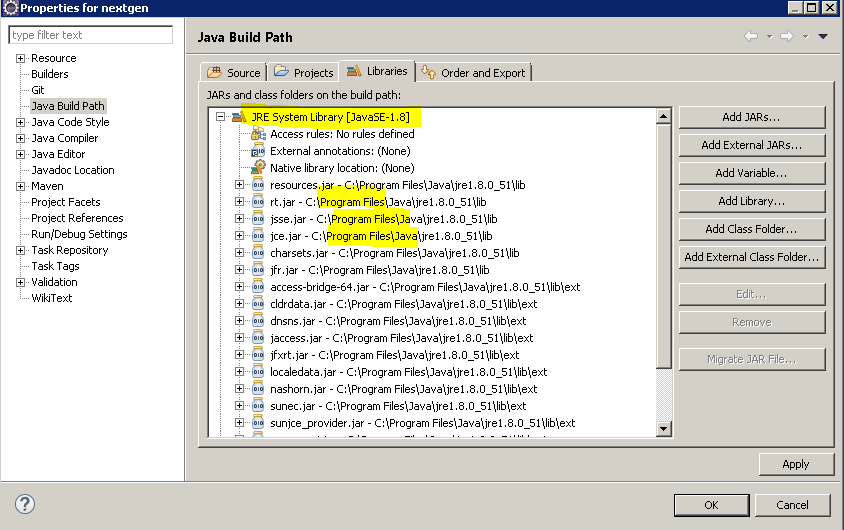 Properties for nextgen
type filter text
Resource
Builders
Git
Java Build Path
Java Code Style
Java Compiler
Java Editor
Javadoc Location
Maven
Project Facets
Project References
Run/Debug Settings
Task Repository
Task Tags
Validation
WikiText
Java Build Path
Source Projects Libraries Order and Export
JARs and class folders on the build path:
JRE System Library [JavaSE-1.8]
Access rules: No rules defined
External annotations: (None)
Native library location: (None)
resources.jar - C:\Program Files\Java\jre1.8.0_51\lib
rt.jar - C:\Program Files\Java\jre1.8.0_51\lib
jsse.jar - C:\Program Files\Java\jre1.8.0_51\lib
jce.jar - C:\Program Files\Java\jre1.8.0_51\lib
charsets.jar - C:\Program Files\Java\jre1.8.0_51\lib
jfr.jar - C:\Program Files\Java\jre1.8.0_51\lib
access-bridge-64.jar - C:\Program Files\Java\jre1.8.0_51\lib\ext
cldrdata.jar - C:\Program Files\Java\jre1.8.0_51\lib\ext
dnsns.jar - C:\Program Files\Java\jre1.8.0_51\lib\ext
jaccess.jar - C:\Program Files\Java\jre1.8.0_51\lib\ext
jfxrt.jar - C:\Program Files\Java\jre1.8.0_51\lib\ext
localedata.jar - C:\Program Files\Java\jre1.8.0_51\lib\ext
nashorn.jar - C:\Program Files\Java\jre1.8.0_51\lib\ext
sunec.jar - C:\Program Files\Java\jre1.8.0_51\lib\ext
sunjce_provider.jar - C:\Program Files\Java\jre1.8.0_51\lib\ext
Add JARs...
Add External JARs...
Add Variable...
Add Library...
Add Class Folder...
Add External Class Folder...
Edit...
Remove
Migrate JAR File...
Apply
OK Cancel